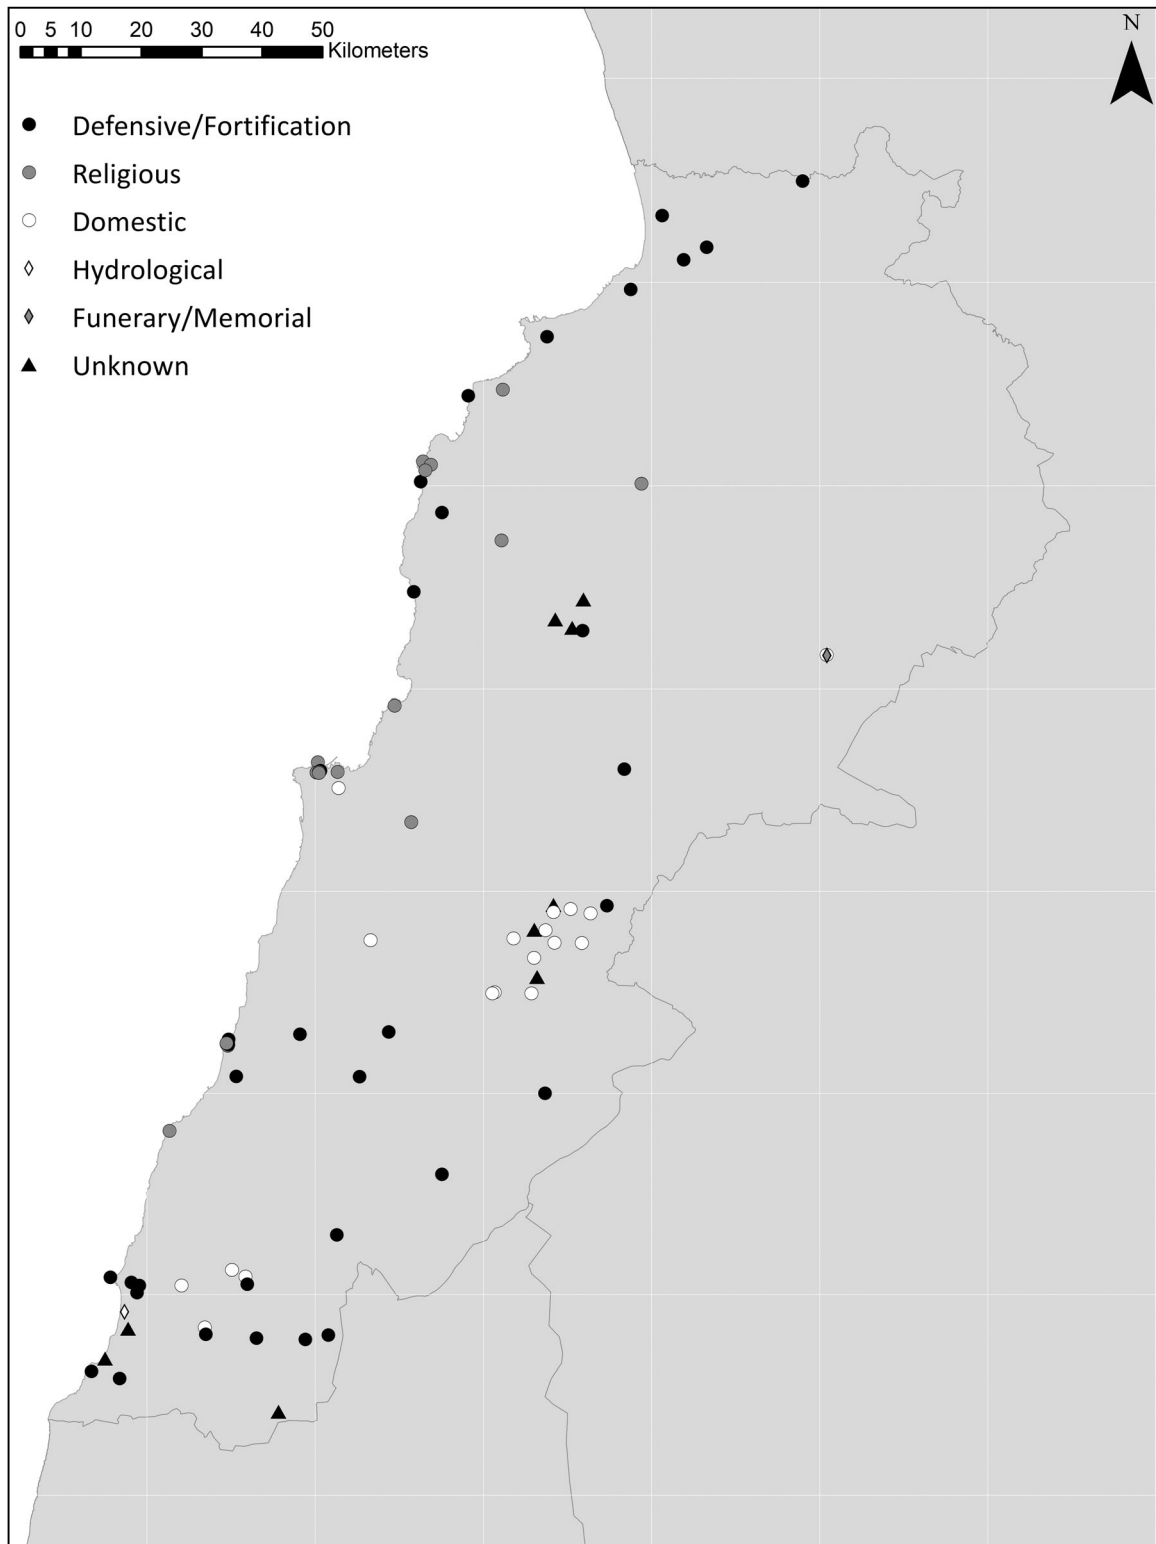 0 5 10 20 30 40 50
Kilometers
N
Defensive/Fortification
Religious
Domestic
Hydrological
Funerary/Memorial
Unknown